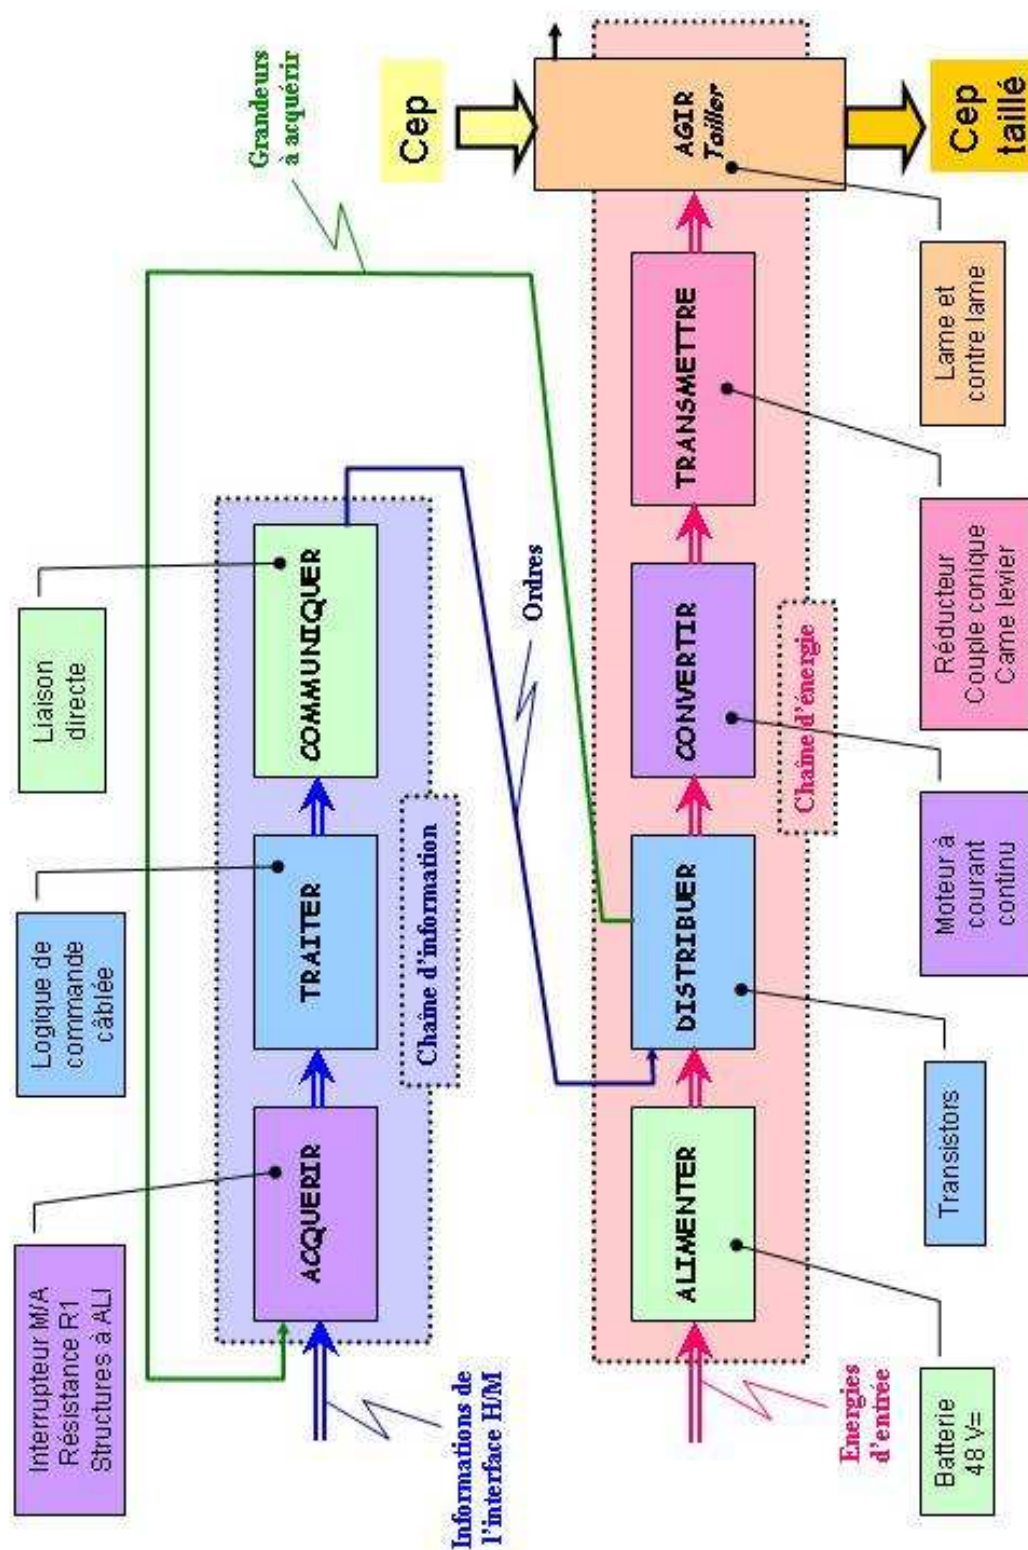 Interrupteur M/A
Résistance R1
Structures à ALI
Logique de
commande
câblée
Liaison
directe
Grandeurs
à acquérir
ACQUERIR
TRAITER
COMMUNIQUER
Informations de
l'interface H/M
Chaîne d'information
Ordres
Cep
ALIMENTER
DISTRIBUER
CONVERTIR
TRANSMETTRE
AGIR
Tailler
Energies
d'entrée
Chaîne d'énergie
Batterie
48 V=
Transistors
Moteur à
courant
continu
Réducteur
Couple conique
Came levier
Lame et
contre lame
Cep
taillé